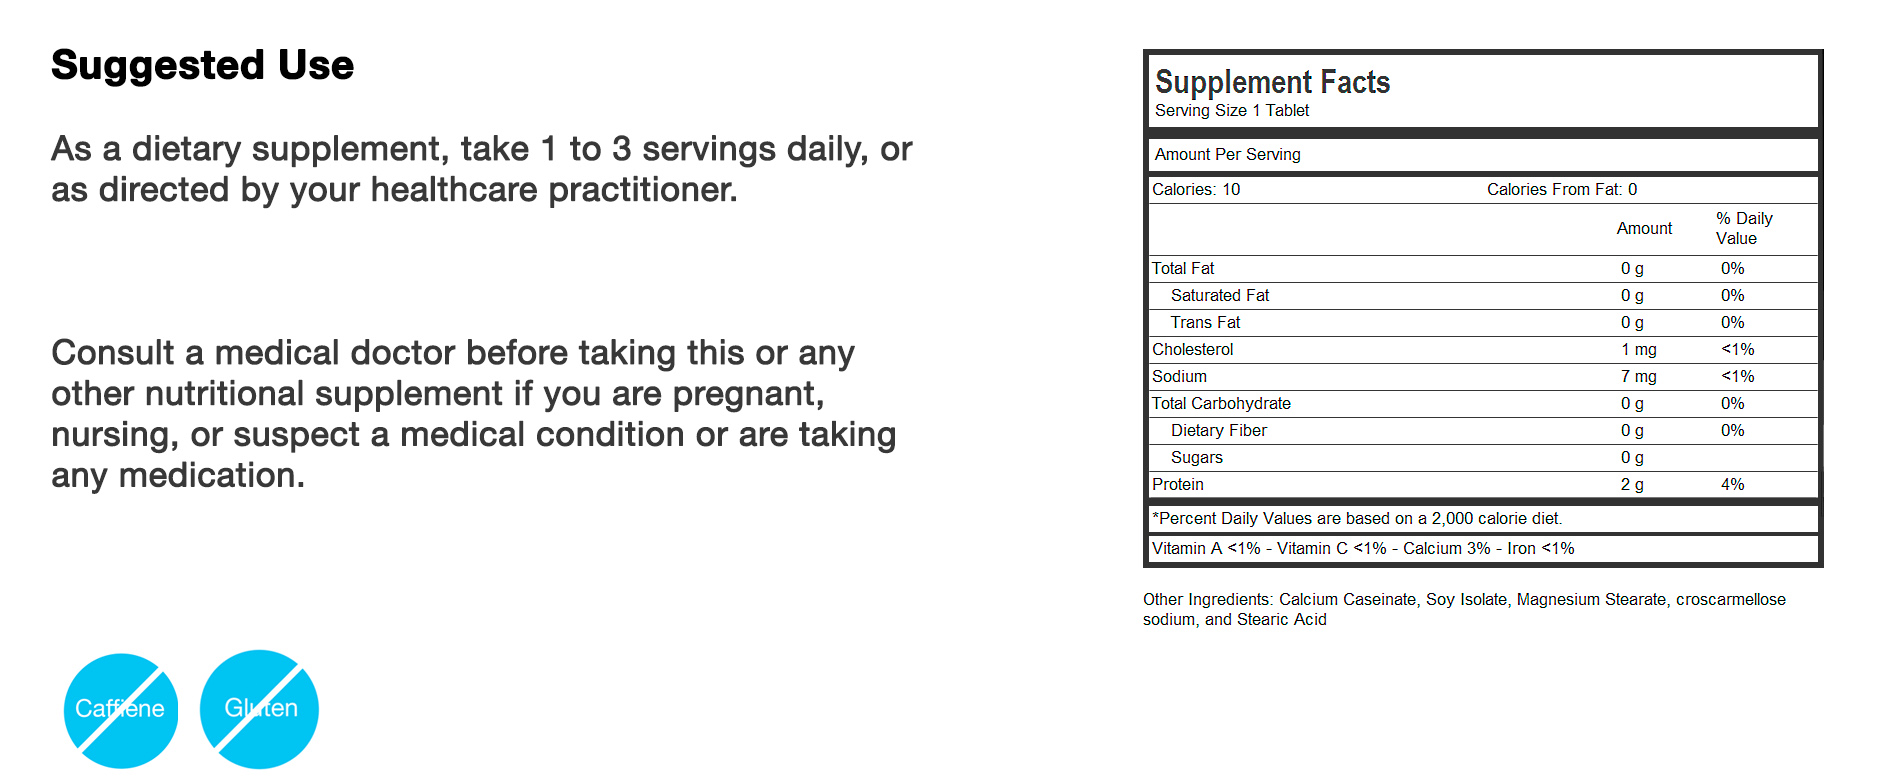 Suggested Use
As a dietary supplement, take 1 to 3 servings daily, or
as directed by your healthcare practitioner.
Consult a medical doctor before taking this or any
other nutritional supplement if you are pregnant,
nursing, or suspect a medical condition or are taking
any medication.
Caffiene
Gluten
Supplement Facts
Serving Size 1 Tablet
Amount Per Serving
Calories: 10 Calories From Fat: 0
Amount % Daily
Value
Total Fat 0 g 0%
Saturated Fat 0 g 0%
Trans Fat 0 g 0%
Cholesterol 1 mg <1%
Sodium 7 mg <1%
Total Carbohydrate 0 g 0%
Dietary Fiber 0 g 0%
Sugars 0 g
Protein 2 g 4%
*Percent Daily Values are based on a 2,000 calorie diet.
Vitamin A <1% - Vitamin C <1% - Calcium 3% - Iron <1%
Other Ingredients: Calcium Caseinate, Soy Isolate, Magnesium Stearate, croscarmellose
sodium, and Stearic Acid